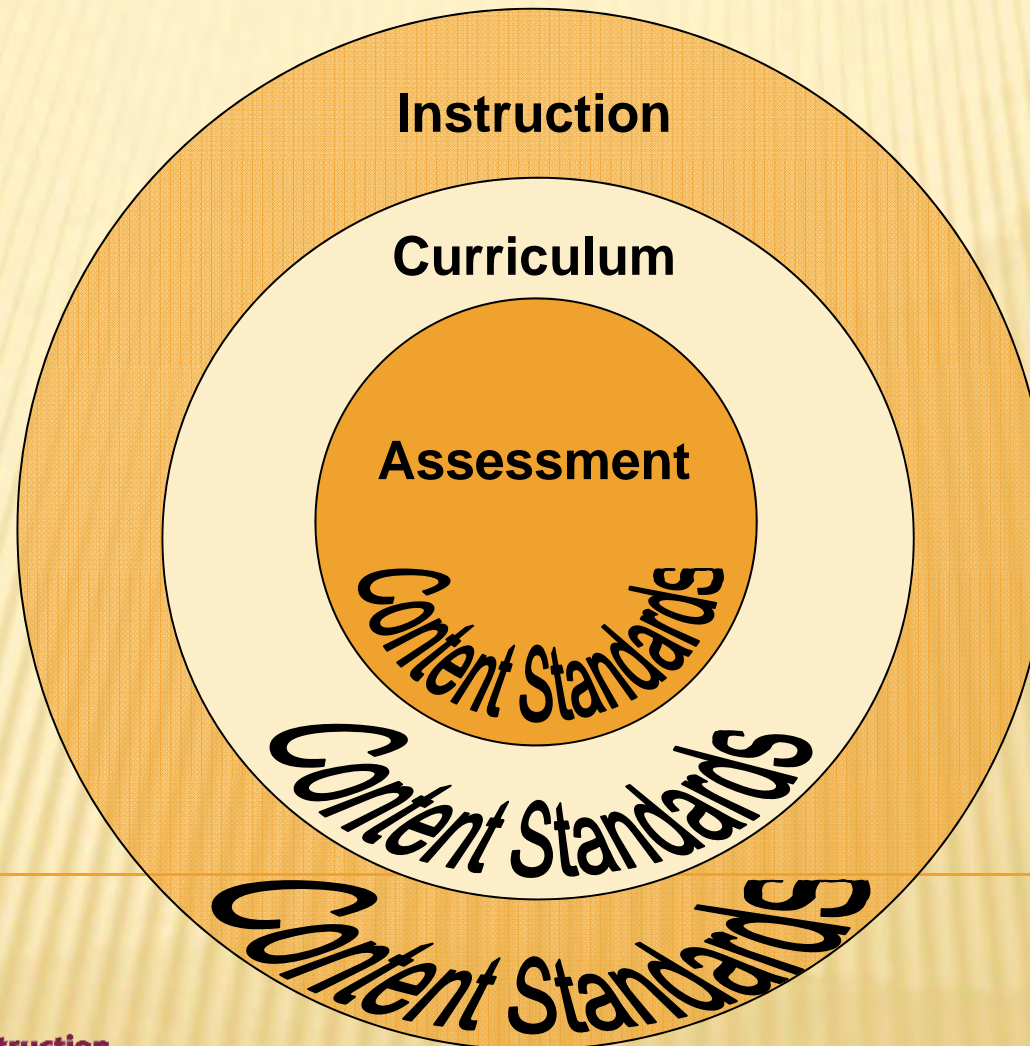 Instruction
Curriculum
Assessment
Content Standards
Content Standards
Content Standards